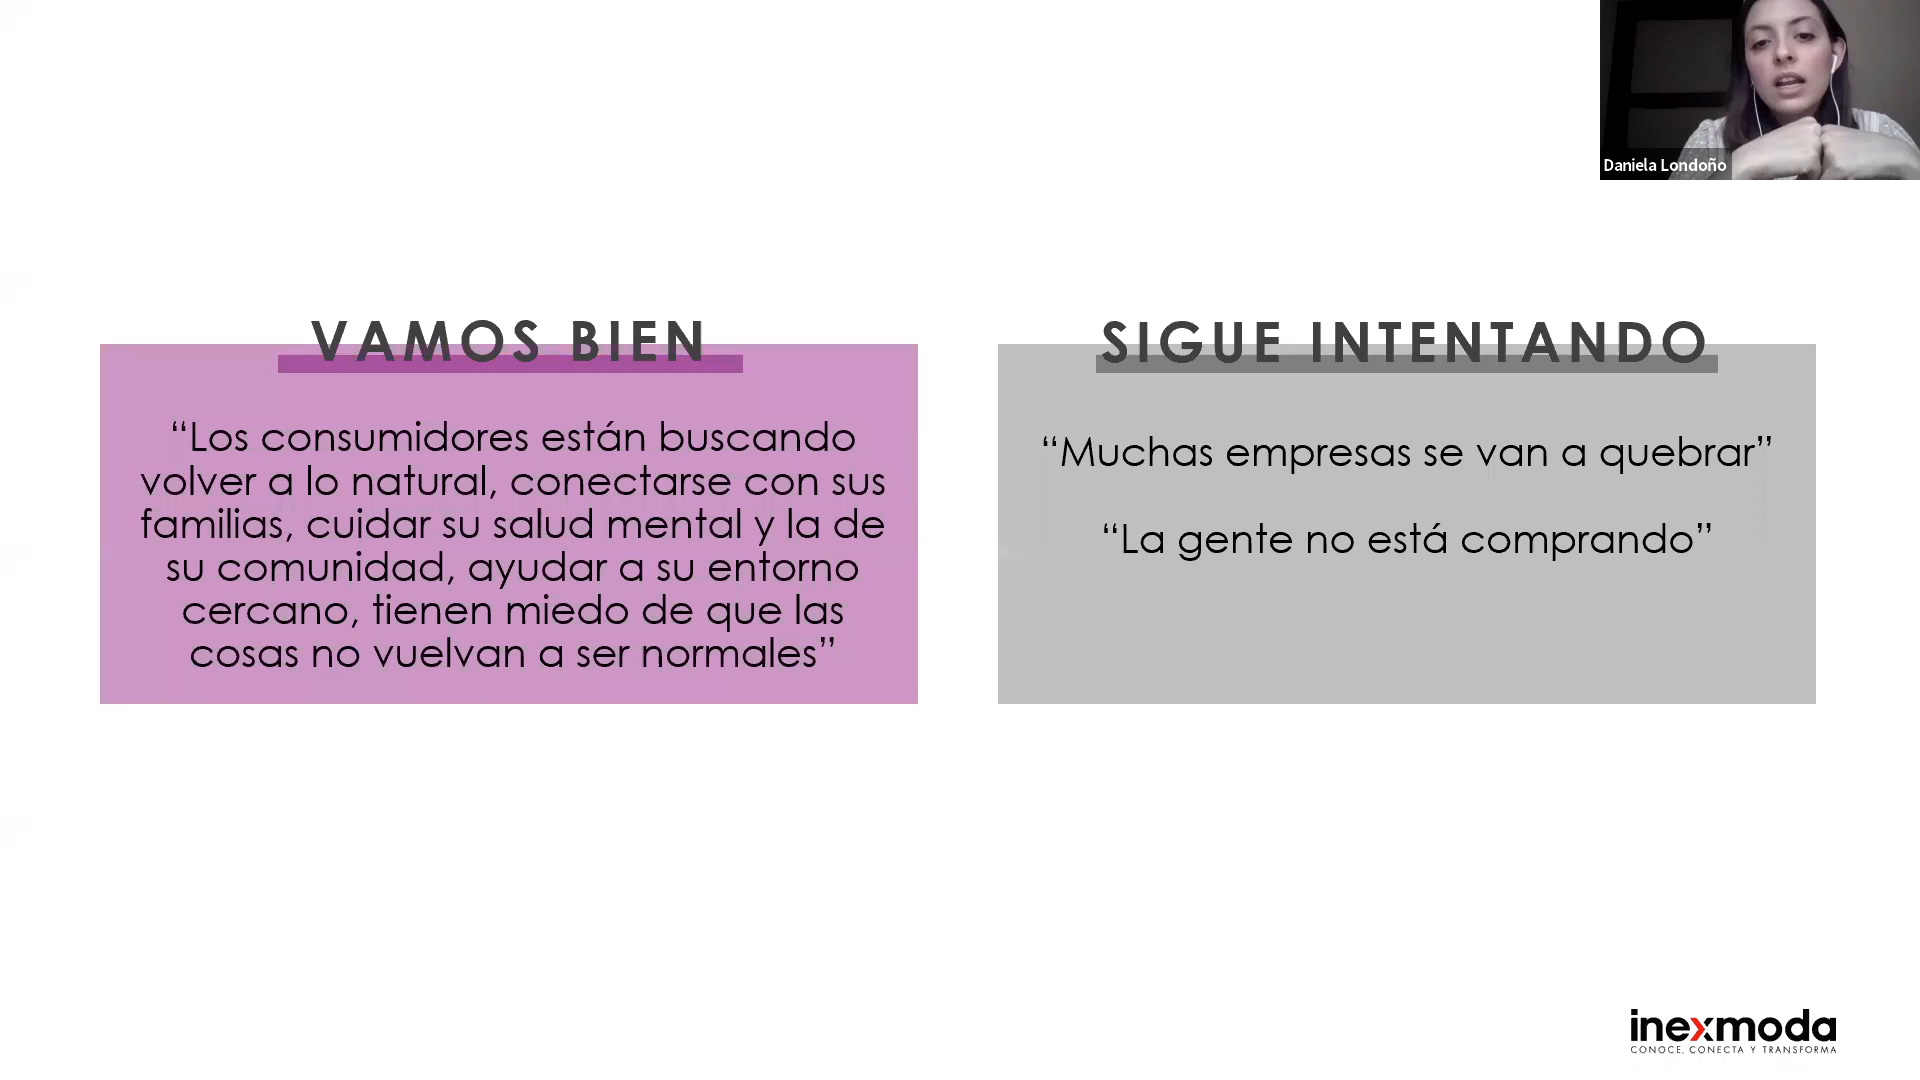 Daniela Londoño
VAMOS BIEN
“Los consumidores están buscando
volver a lo natural, conectarse con sus
familias, cuidar su salud mental y la de
su comunidad, ayudar a su entorno
cercano, tienen miedo de que las
cosas no vuelvan a ser normales”
SIGUE INTENTANDO
“Muchas empresas se van a quebrar”
“La gente no está comprando”
inexmoda
CONOCE, CONECTA Y TRANSFORMA